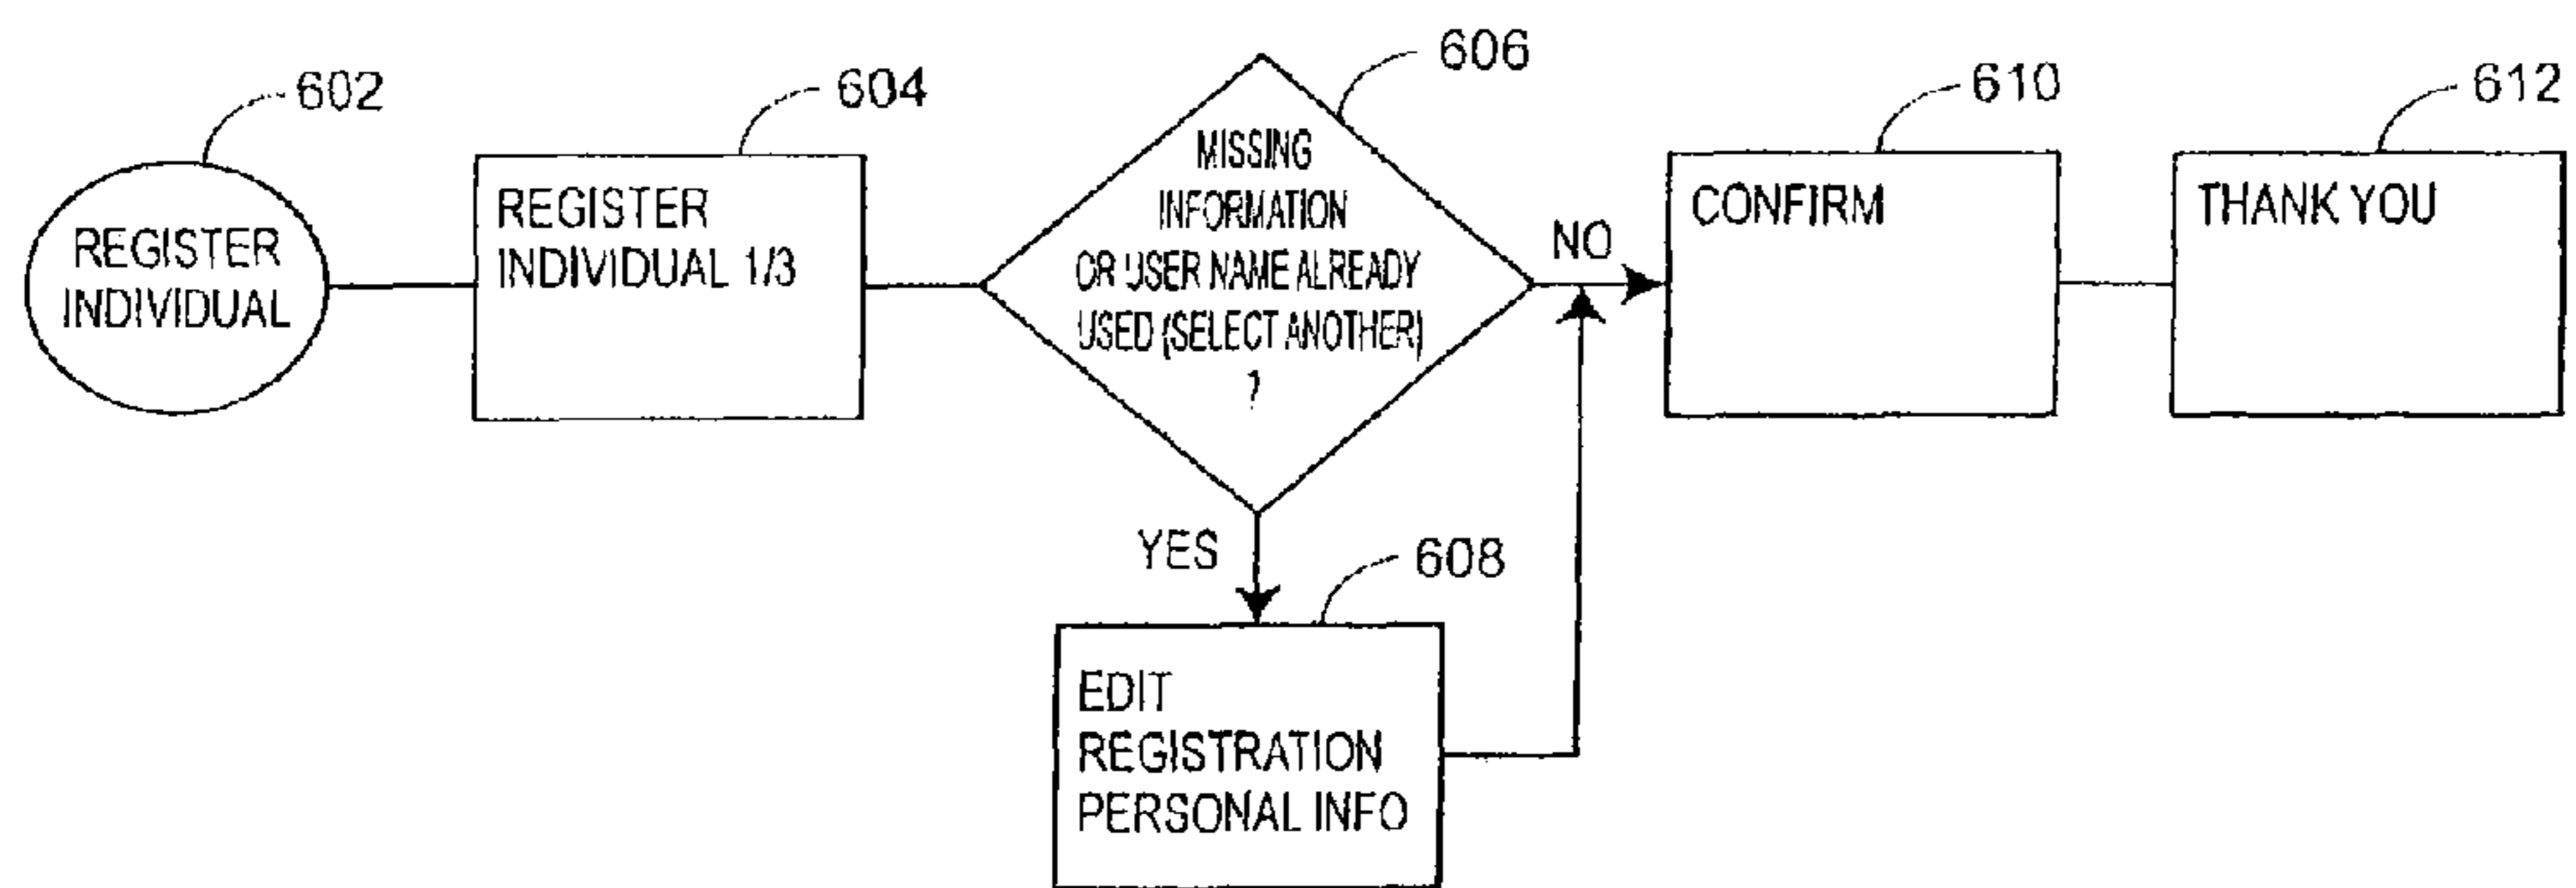 602
REGISTER
INDIVIDUAL
604
REGISTER
INDIVIDUAL 1/3
606
MISSING
INFORMATION
OR USER NAME ALREADY
USED (SELECT ANOTHER)
?
YES
NO
608
EDIT
REGISTRATION
PERSONAL INFO
610
CONFIRM
612
THANK YOU